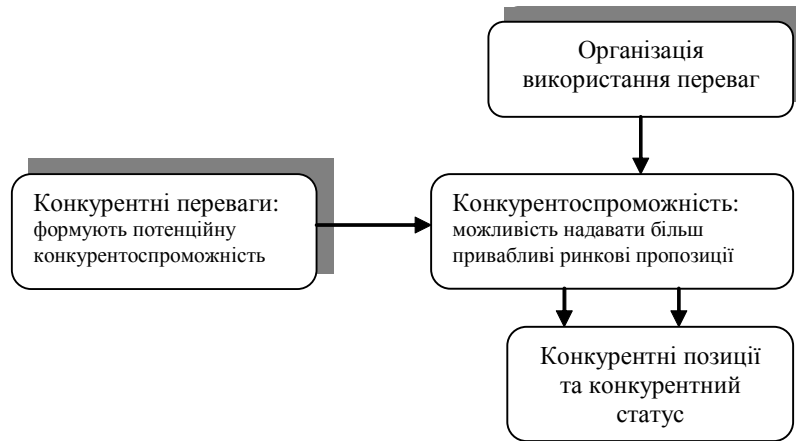 Організація
використання переваг
Конкурентні переваги:
формують потенційну
конкурентоспроможність
Конкурентоспроможність:
можливість надавати більш
привабливі ринкові пропозиції
Конкурентні позиції
та конкурентний
статус